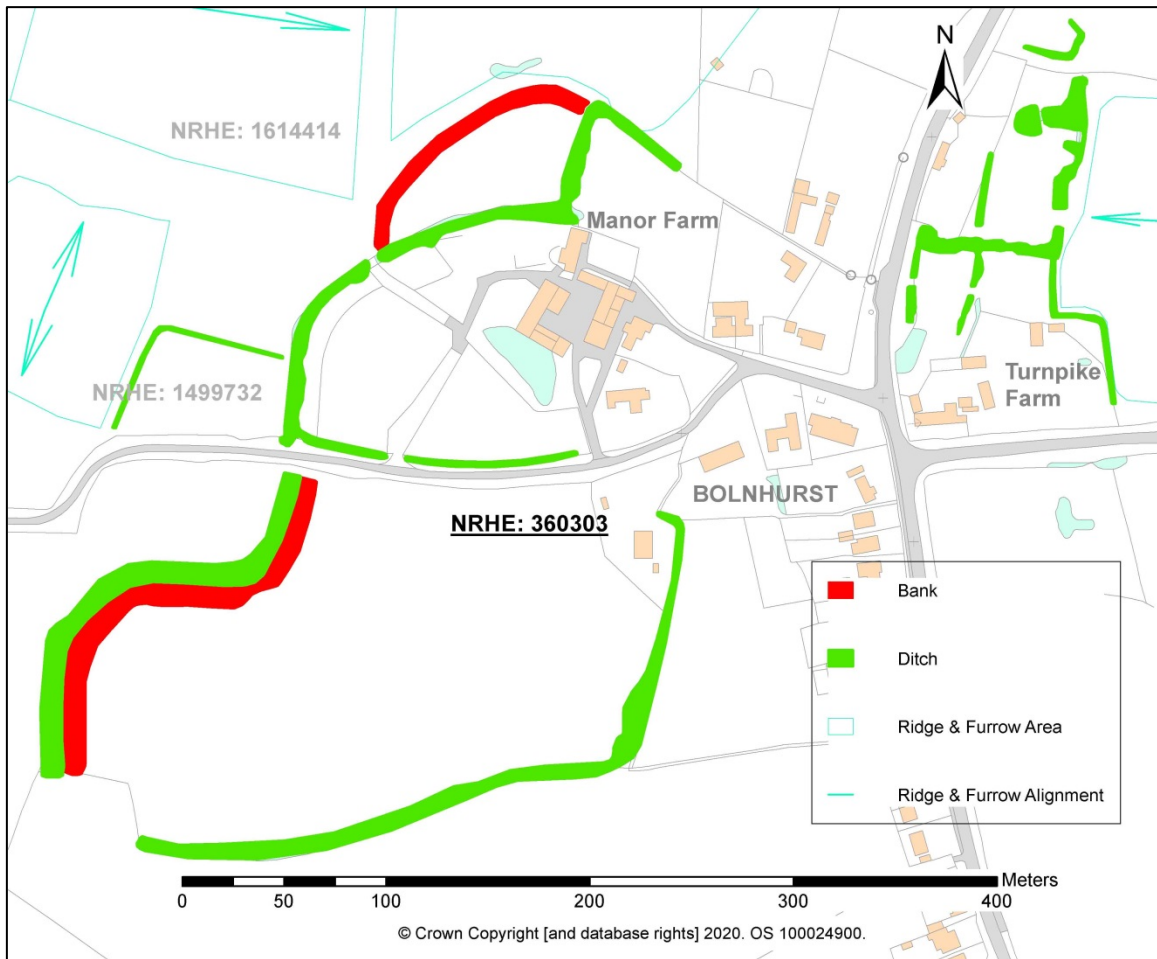 N
NRHE: 1614414
Manor Farm
NRHE: 1499732
Turnpike
Farm
BOLNHURST
NRHE: 360303
Bank
Ditch
Ridge & Furrow Area
Ridge & Furrow Alignment
Meters
0 50 100 200 300 400
© Crown Copyright [and database rights] 2020. OS 100024900.